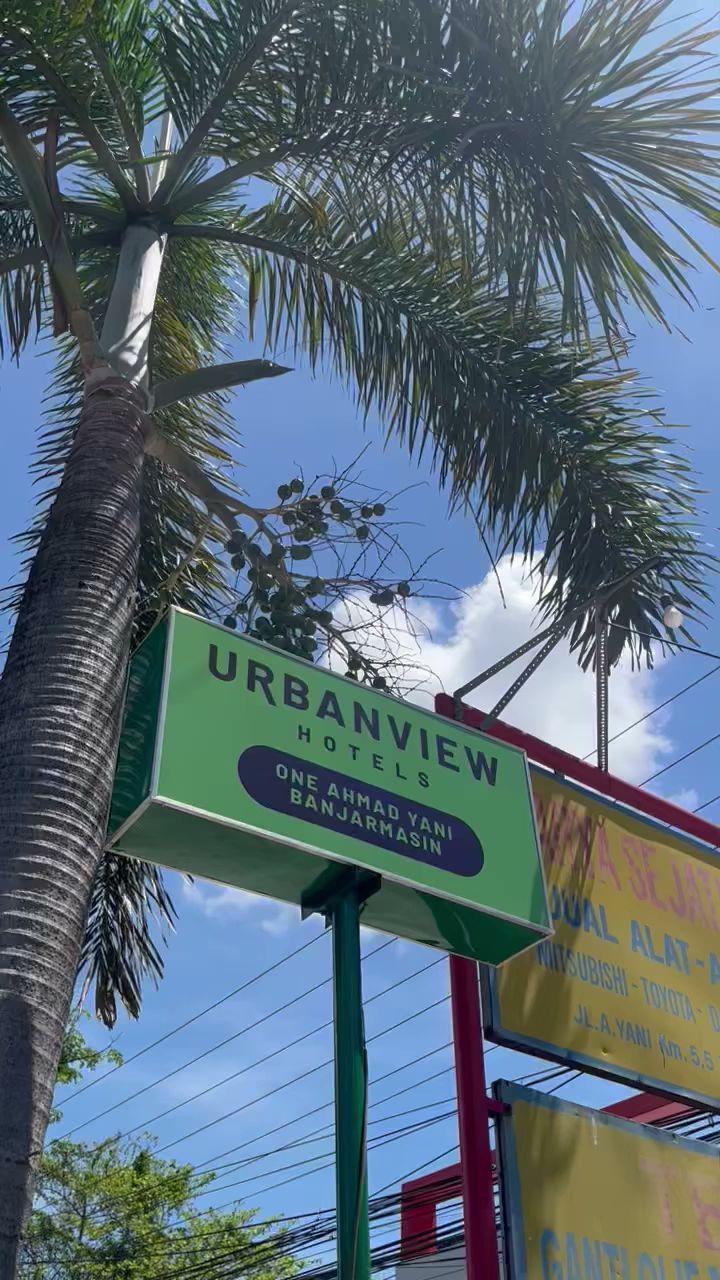 URBANVIEW
HOTELS
ONE AHMAD YANI
BANJARMASIN
JUAL ALAT-A
MITSUBISHI-TOYOTA-D
JL.A.YANI Km.5,5